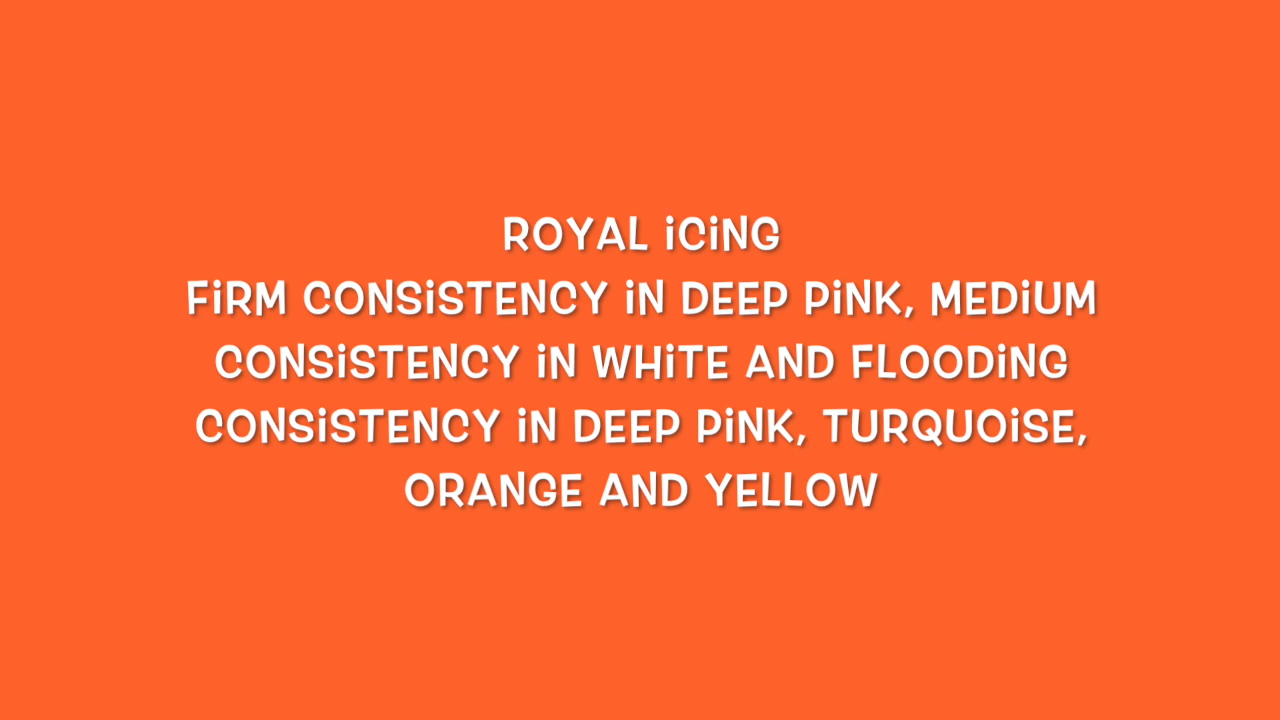 ROYAL iCiNG
FiRM CONSiSTENCY iN DEEP PiNK, MEDiUM
CONSiSTENCY iN WHiTE AND FLOODiNG
CONSiSTENCY iN DEEP PiNK, TURQUOiSE,
ORANGE AND YELLOW